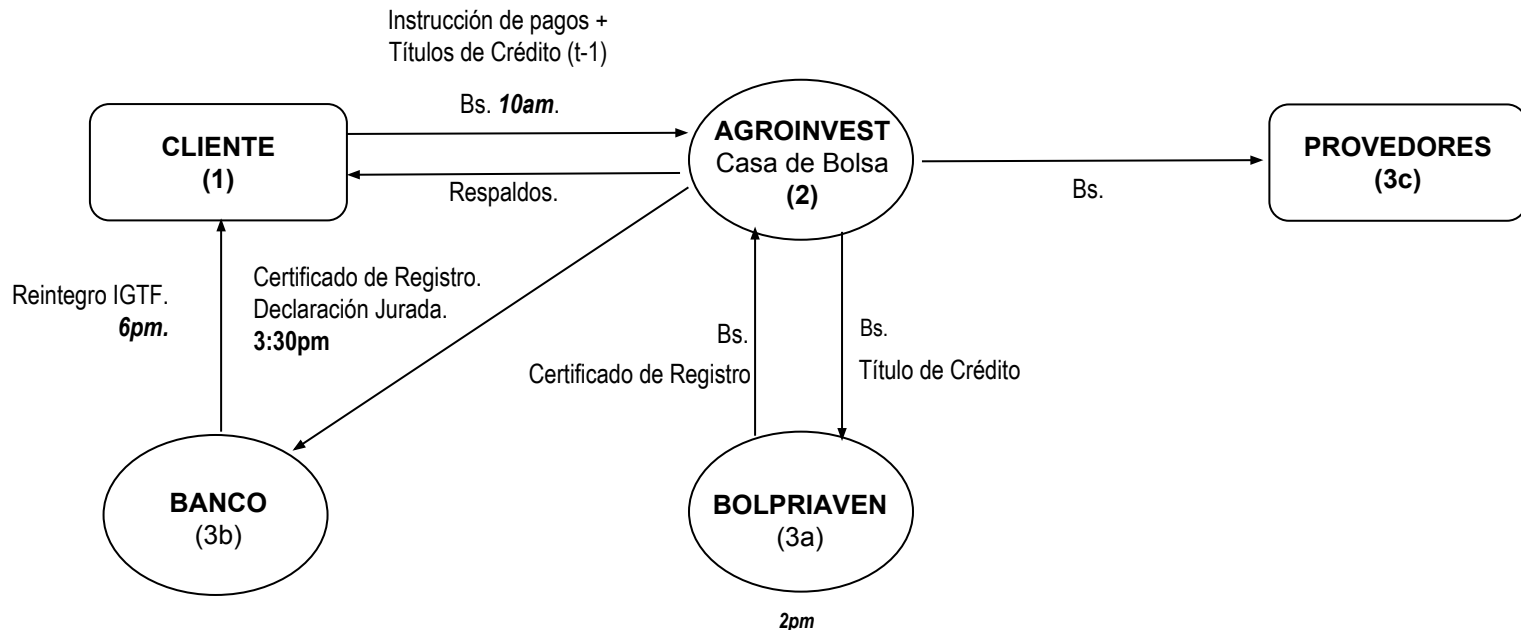 Instrucción de pagos +
Títulos de Crédito (t-1)
Bs. 10am.
CLIENTE
(1)
AGROINVEST
Casa de Bolsa
(2)
PROVEDORES
(3c)
Respaldos.
Bs.
Reintegro IGTF.
6pm.
Certificado de Registro.
Declaración Jurada.
3:30pm
Bs.
Certificado de Registro
Bs.
Título de Crédito
BANCO
(3b)
BOLPRIAVEN
(3a)
2pm